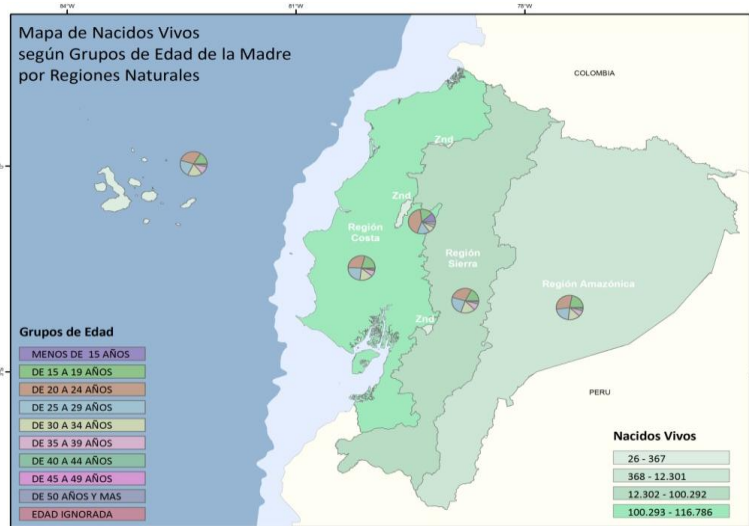 84°W
81°W
78°W
Mapa de Nacidos Vivos
según Grupos de Edad de la Madre
por Regiones Naturales
COLOMBIA
Znd
Znd
Región
Costa
Región
Sierra
Región Amazónica
Znd
Grupos de Edad
MENOS DE 15 AÑOS
DE 15 A 19 AÑOS
DE 20 A 24 AÑOS
DE 25 A 29 AÑOS
DE 30 A 34 AÑOS
DE 35 A 39 AÑOS
DE 40 A 44 AÑOS
DE 45 A 49 AÑOS
DE 50 AÑOS Y MAS
EDAD IGNORADA
PERU
Nacidos Vivos
26 - 367
368 - 12.301
12.302 - 100.292
100.293 - 116.786